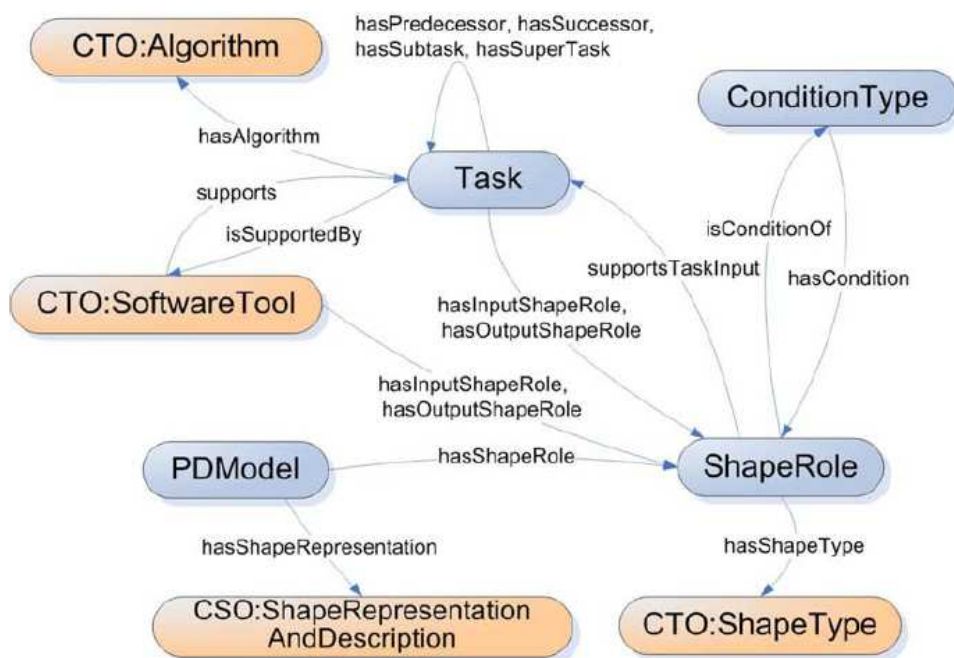 hasPredecessor, hasSuccessor,
hasSubtask, hasSuperTask
CTO:Algorithm
ConditionType
hasAlgorithm
Task
supports
isSupportedBy
isConditionOf
supportsTaskInput
hasCondition
CTO:SoftwareTool
hasInputShapeRole,
hasOutputShapeRole
hasInputShapeRole,
hasOutputShapeRole
PDModel
hasShapeRole
ShapeRole
hasShapeRepresentation
hasShapeType
CSO:ShapeRepresentation
AndDescription
CTO:ShapeType